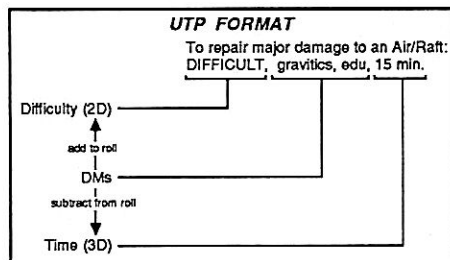 UTP FORMAT
To repair major damage to an Air/Raft:
DIFFICULT, gravitics, edu, 15 min.
Difficulty (2D)
add to roll
DMs
subtract from roll
Time (3D)